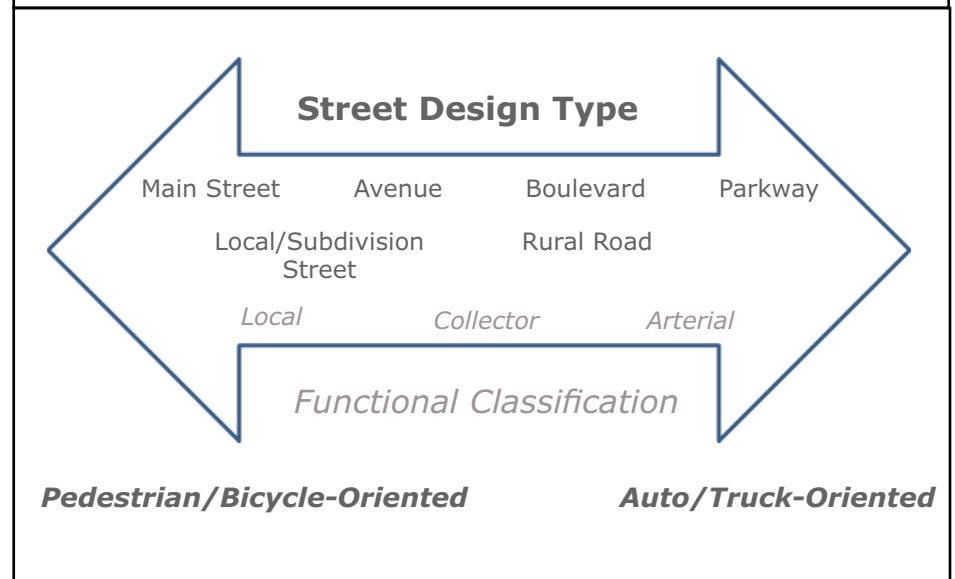 Street Design Type
Main Street Avenue Boulevard Parkway
Local/Subdivision
Street
Rural Road
Local Collector Arterial
Functional Classification
Pedestrian/Bicycle-Oriented Auto/Truck-Oriented